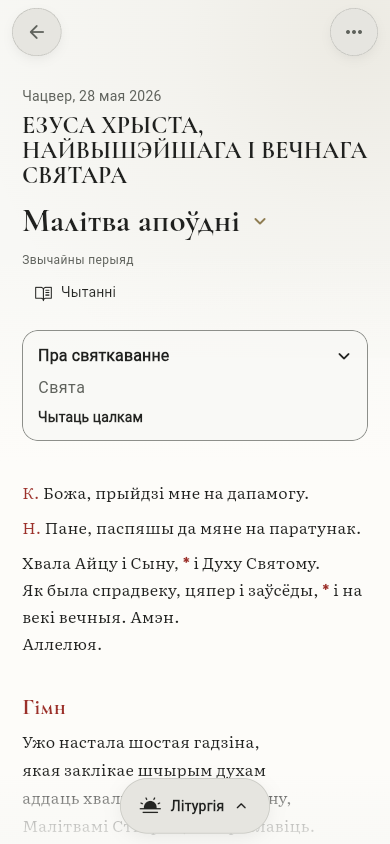 Чацвер, 28 мая 2026
ЕЗУСА ХРЫСТА,
НАЙВЫШЭЙШАГА І ВЕЧНАГА
СВЯТАРА
Малітва апоўдні
Звычайны перыяд
Чытанні
Пра святкаванне
Свята
Чытаць цалкам
К. Божа, прыйдзі мне на дапамогу.
Н. Пане, паспяшы да мяне на паратунак.
Хвала Айцу і Сыну, * і Духу Святому.
Як была спрадвеку, цяпер і заўсёды, * і на
векі вечныя. Амэн.
Аллелюя.
Гімн
Ужо настала шостая гадзіна,
якая заклікае шчырым духам
аддаць хвал
Малітвамі
Літургія